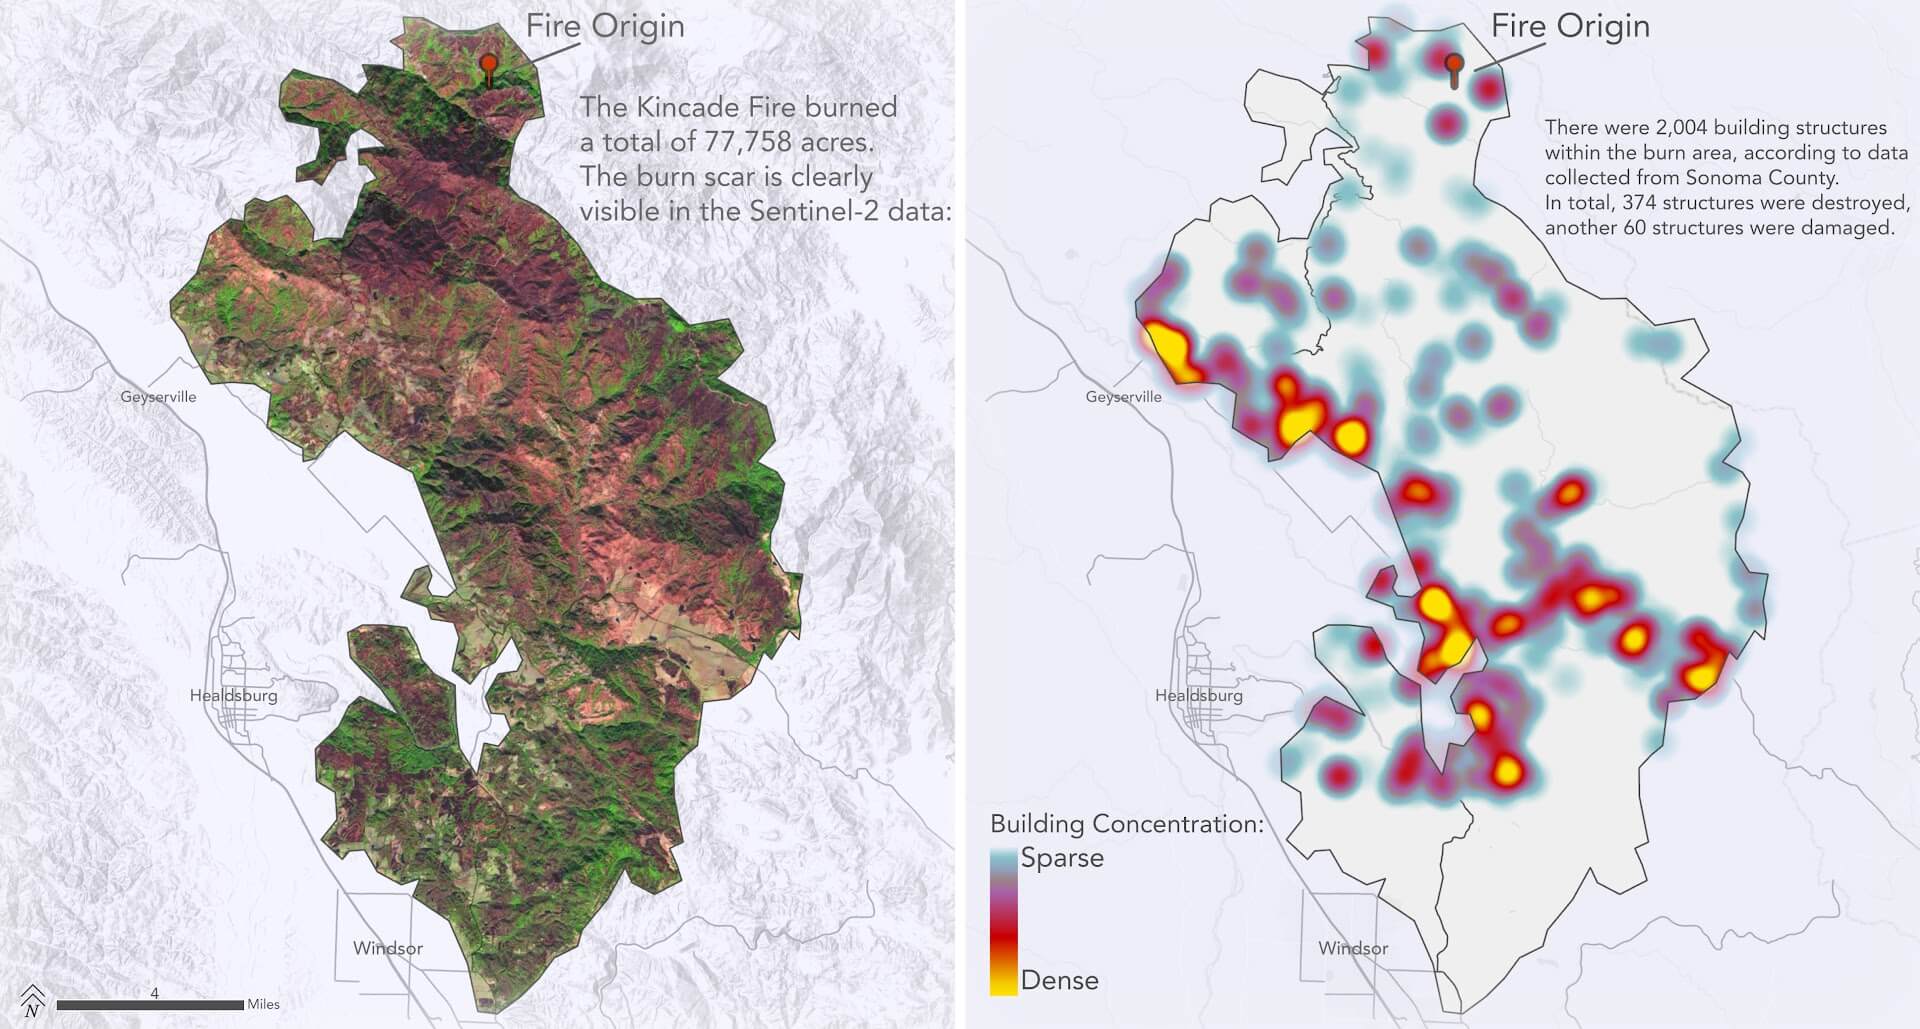 Fire Origin
The Kincade Fire burned
a total of 77,758 acres.
The burn scar is clearly
visible in the Sentinel-2 data:
Geyserville
Healdsburg
Windsor
N
4
Miles
Fire Origin
There were 2,004 building structures
within the burn area, according to data
collected from Sonoma County.
In total, 374 structures were destroyed,
another 60 structures were damaged.
Geyserville
Healdsburg
Building Concentration:
Sparse
Dense
Windsor